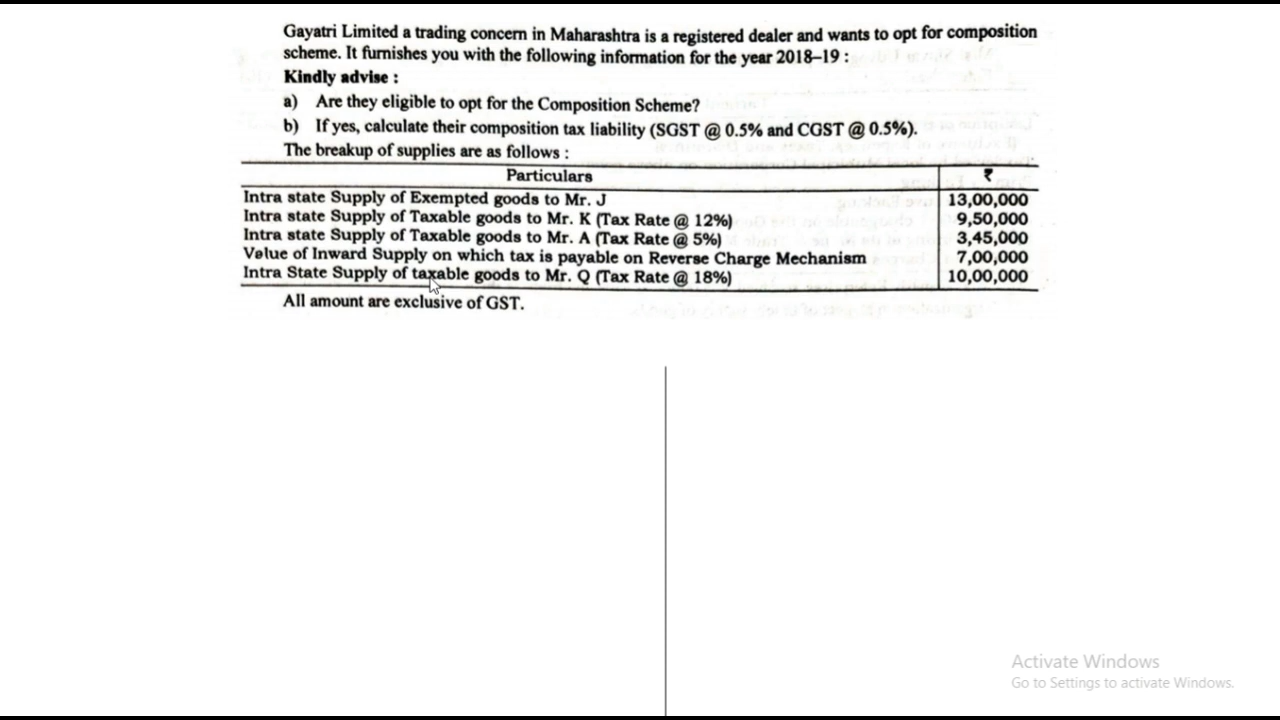 Gayatri Limited a trading concern in Maharashtra is a registered dealer and wants to opt for composition
scheme. It furnishes you with the following information for the year 2018–19 :
Kindly advise :
a) Are they eligible to opt for the Composition Scheme?
b) If yes, calculate their composition tax liability (SGST @ 0.5% and CGST @ 0.5%).
The breakup of supplies are as follows :
Particulars ₹
Intra state Supply of Exempted goods to Mr. J 13,00,000
Intra state Supply of Taxable goods to Mr. K (Tax Rate @ 12%) 9,50,000
Intra state Supply of Taxable goods to Mr. A (Tax Rate @ 5%) 3,45,000
Value of Inward Supply on which tax is payable on Reverse Charge Mechanism 7,00,000
Intra State Supply of taxable goods to Mr. Q (Tax Rate @ 18%) 10,00,000
All amount are exclusive of GST.
Activate Windows
Go to Settings to activate Windows.